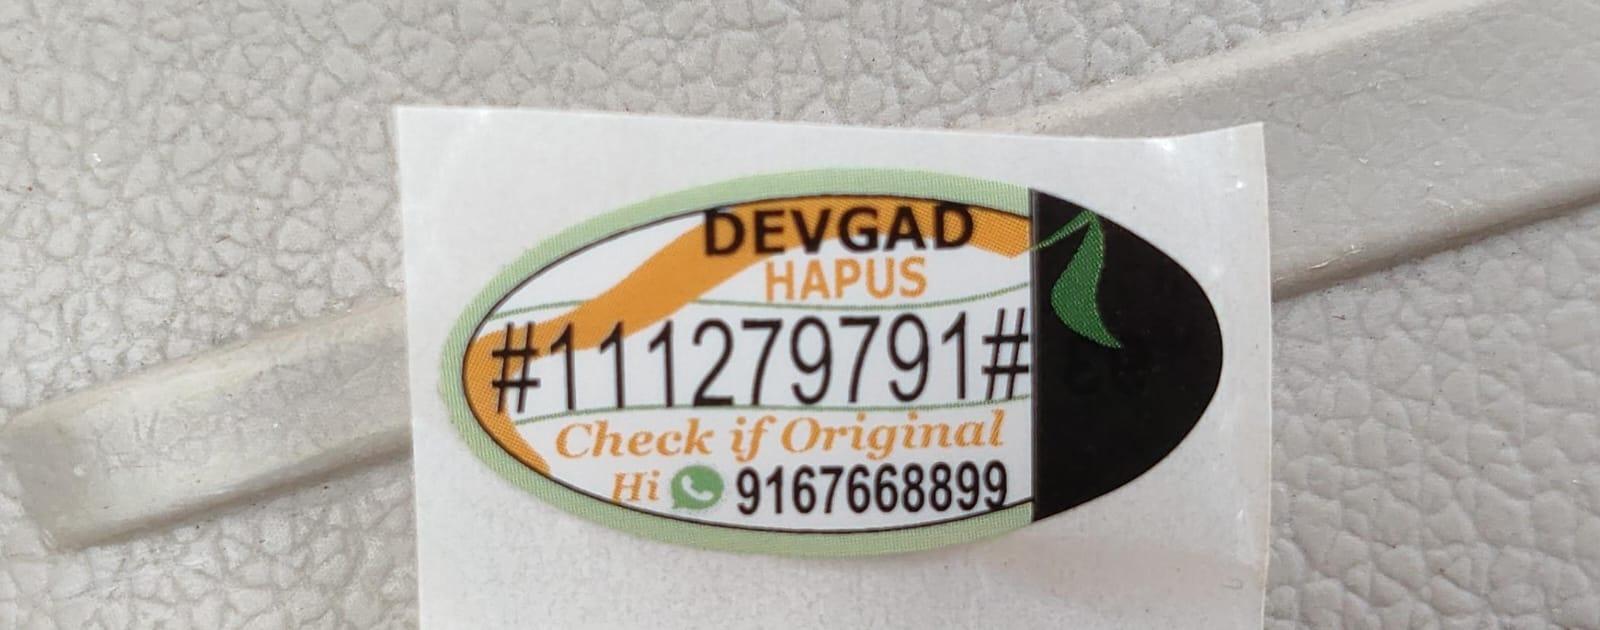 DEVGAD
HAPUS
#111279791#
Check if Original
Hi 9167668899